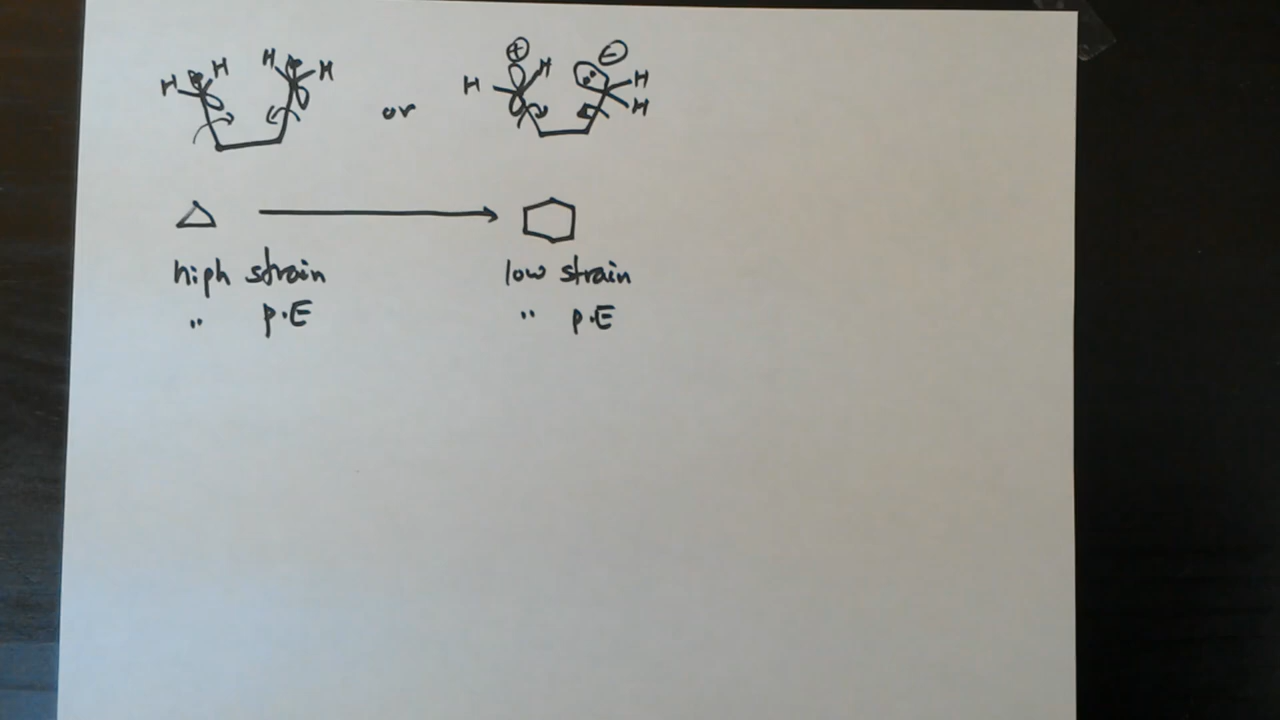 H H H H or H H ⊕ ⊖ H H
high strain low strain
" p.E " p.E